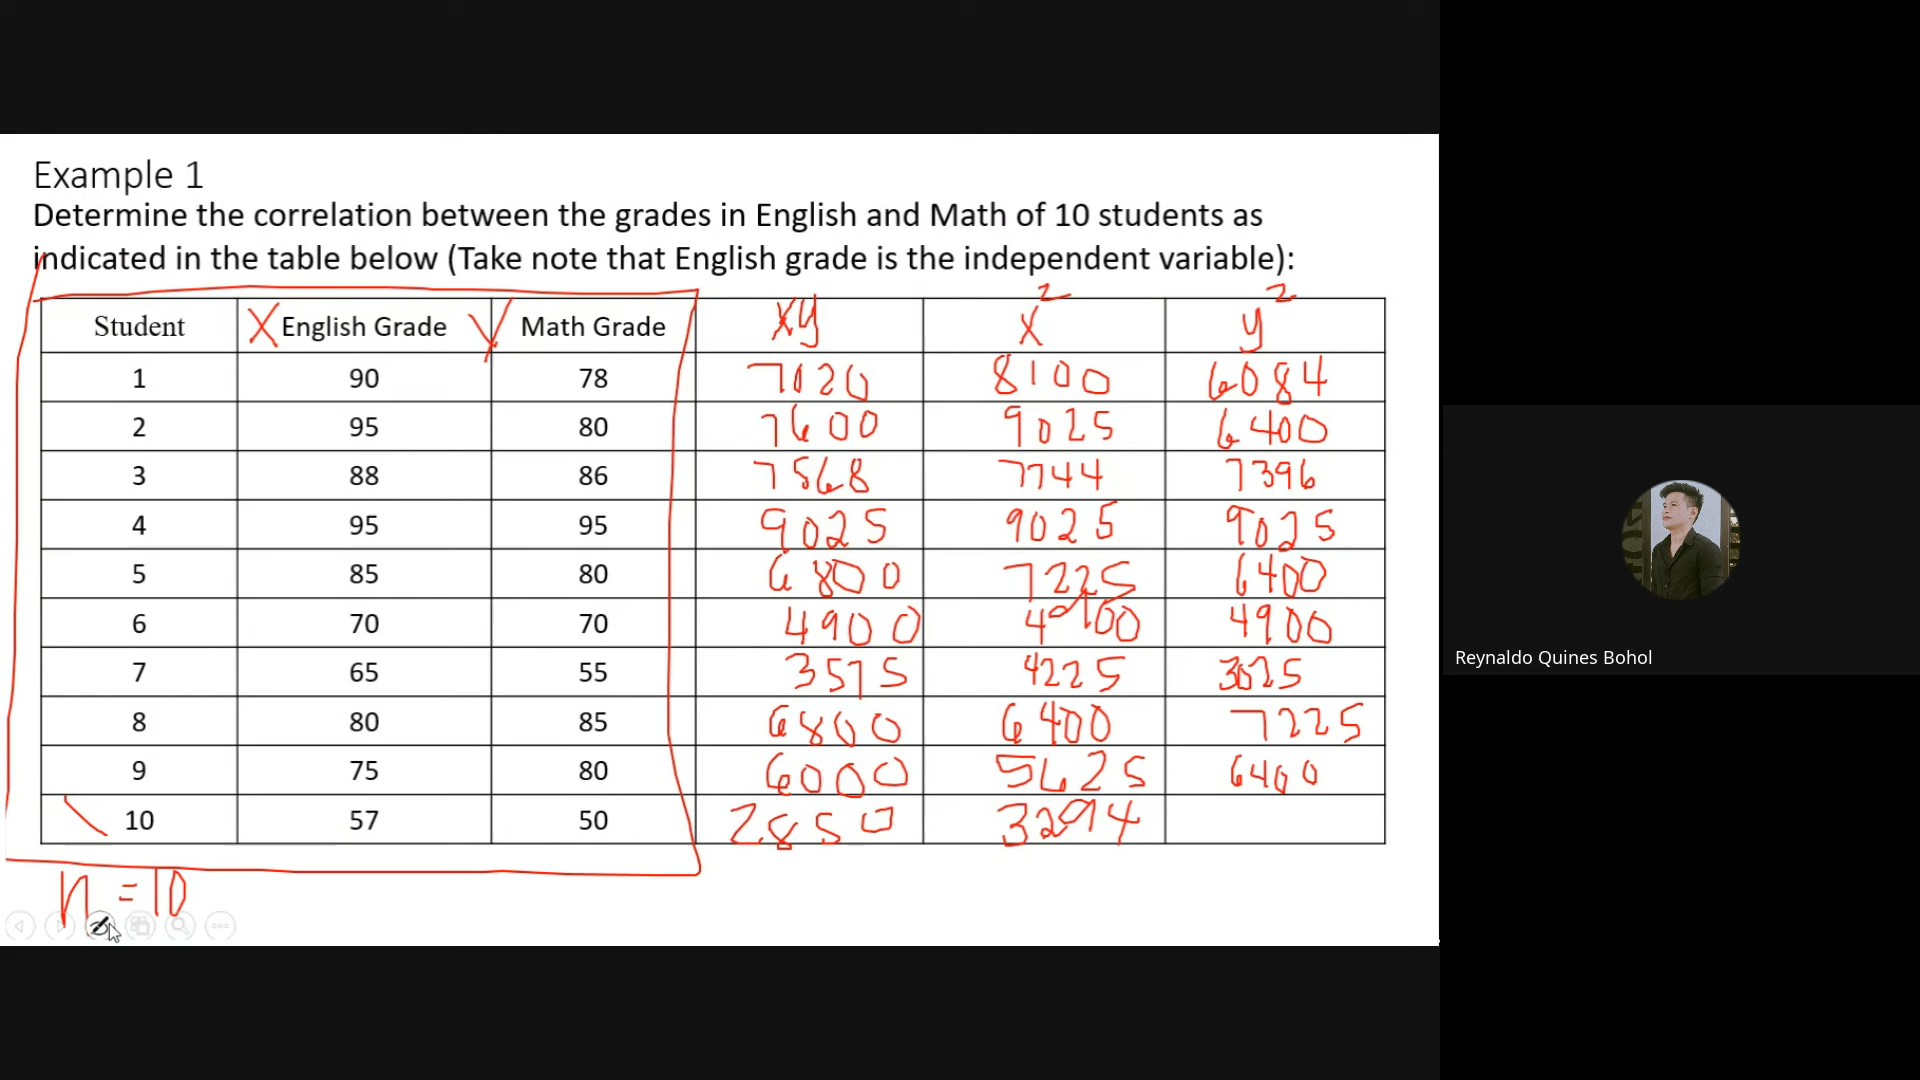 Example 1
Determine the correlation between the grades in English and Math of 10 students as
indicated in the table below (Take note that English grade is the independent variable):
Student X English Grade Y Math Grade xy x² y²
1 90 78 7020 8100 6084
2 95 80 7600 9025 6400
3 88 86 7568 7744 7396
4 95 95 9025 9025 9025
5 85 80 6800 7225 6400
6 70 70 4900 4900 4900
7 65 55 3575 4225 3025
8 80 85 6800 6400 7225
9 75 80 6000 5625 6400
10 57 50 2850 3294
n = 10
Reynaldo Quines Bohol